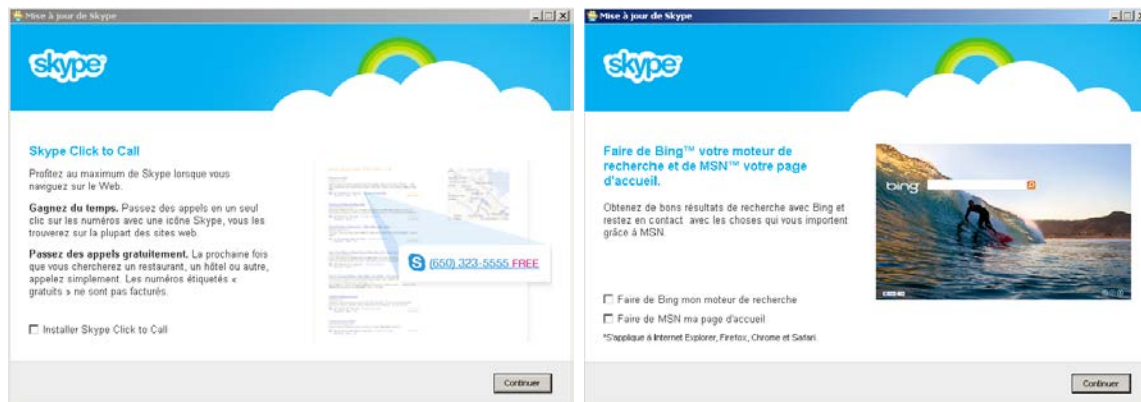 Mise à jour de Skype
skype
Skype Click to Call
Profitez au maximum de Skype lorsque vous
naviguez sur le Web.
Gagnez du temps. Passez des appels en un seul
clic sur les numéros avec une icône Skype, vous les
trouverez sur la plupart des sites web.
Passez des appels gratuitement. La prochaine fois
que vous chercherez un restaurant, un hôtel ou autre,
appelez simplement. Les numéros étiquetés «
gratuits » ne sont pas facturés.
(650) 323-5555 FREE
Installer Skype Click to Call
Continuer
Mise à jour de Skype
skype
Faire de Bing™ votre moteur de
recherche et de MSN™ votre page
d'accueil.
Obtenez de bons résultats de recherche avec Bing et
restez en contact avec les choses qui vous importent
grâce à MSN.
bing
Faire de Bing mon moteur de recherche
Faire de MSN ma page d'accueil
*S'applique à Internet Explorer, Firefox, Chrome et Safari.
Continuer